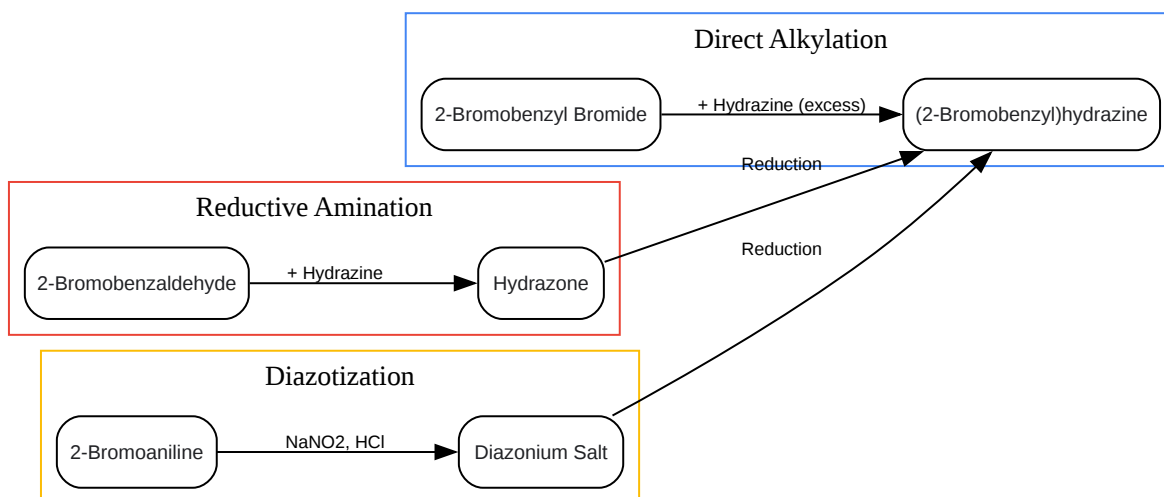 Direct Alkylation
2-Bromobenzyl Bromide
+ Hydrazine (excess)
(2-Bromobenzyl)hydrazine
Reduction
Reductive Amination
2-Bromobenzaldehyde
+ Hydrazine
Hydrazone
Reduction
Diazotization
2-Bromoaniline
NaNO2, HCl
Diazonium Salt